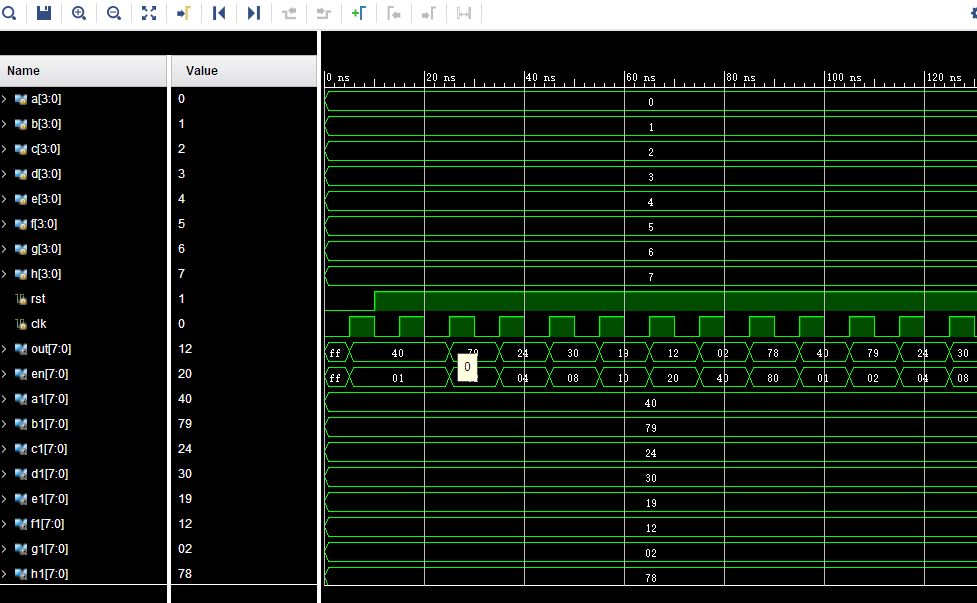 Name Value
0 ns 20 ns 40 ns 60 ns 80 ns 100 ns 120 ns
a[3:0] 0 0
b[3:0] 1 1
c[3:0] 2 2
d[3:0] 3 3
e[3:0] 4 4
f[3:0] 5 5
g[3:0] 6 6
h[3:0] 7 7
rst 1
clk 0
out[7:0] 12 ff 40 79 24 30 19 12 02 78 40 79 24 30
0
en[7:0] 20 ff 01 04 08 10 20 40 80 01 02 04 08
a1[7:0] 40 40
b1[7:0] 79 79
c1[7:0] 24 24
d1[7:0] 30 30
e1[7:0] 19 19
f1[7:0] 12 12
g1[7:0] 02 02
h1[7:0] 78 78